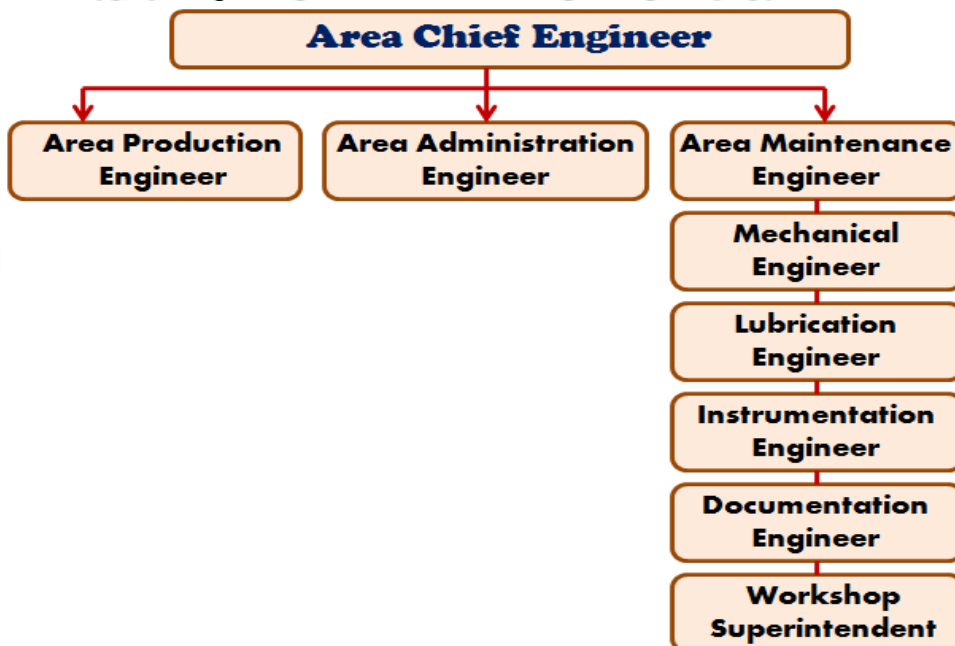 Area Chief Engineer
Area Production
Engineer
Area Administration
Engineer
Area Maintenance
Engineer
Mechanical
Engineer
Lubrication
Engineer
Instrumentation
Engineer
Documentation
Engineer
Workshop
Superintendent